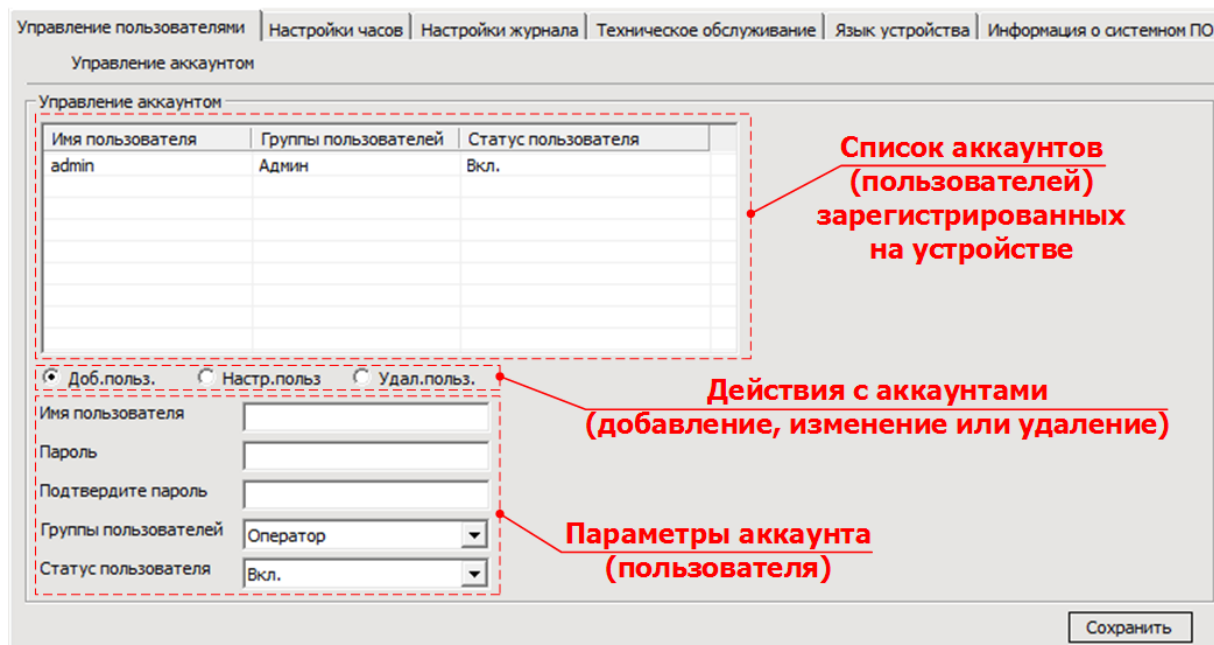 Управление пользователями Настройки часов Настройки журнала Техническое обслуживание Язык устройства Информация о системном ПО
Управление аккаунтом
Управление аккаунтом
Имя пользователя Группы пользователей Статус пользователя
admin Админ Вкл.
Список аккаунтов
(пользователей)
зарегистрированных
на устройстве
Доб.польз. Настр.польз Удал.польз.
Действия с аккаунтами
(добавление, изменение или удаление)
Имя пользователя
Пароль
Подтвердите пароль
Группы пользователей Оператор
Статус пользователя Вкл.
Параметры аккаунта
(пользователя)
Сохранить